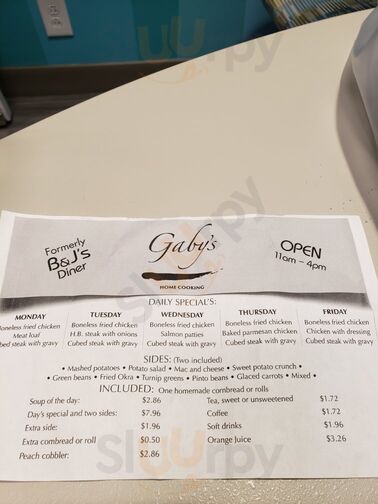 Formerly
B&J's
Diner
Gaby's
HOME COOKING
OPEN
11am – 4pm
DAILY SPECIAL'S:
MONDAY TUESDAY WEDNESDAY THURSDAY FRIDAY
oneless fried chicken Boneless fried chicken Boneless fried chicken Boneless fried chicken Boneless fried chicken
Meat loaf H.B. steak with onions Salmon patties Baked parmesan chicken Chicken with dressing
bed steak with gravy Cubed steak with gravy Cubed steak with gravy Cubed steak with gravy Cubed steak with gravy
SIDES: (Two included)
• Mashed potatoes • Potato salad • Mac and cheese • Sweet potato crunch •
• Green beans • Fried Okra • Turnip greens • Pinto beans • Glazed carrots • Mixed •
INCLUDED: One homemade cornbread or rolls
Soup of the day: $2.86 Tea, sweet or unsweetened $1.72
Day's special and two sides: $7.96 Coffee $1.72
Extra side: $1.96 Soft drinks $1.96
Extra cornbread or roll $0.50 Orange Juice $3.26
Peach cobbler: $2.86